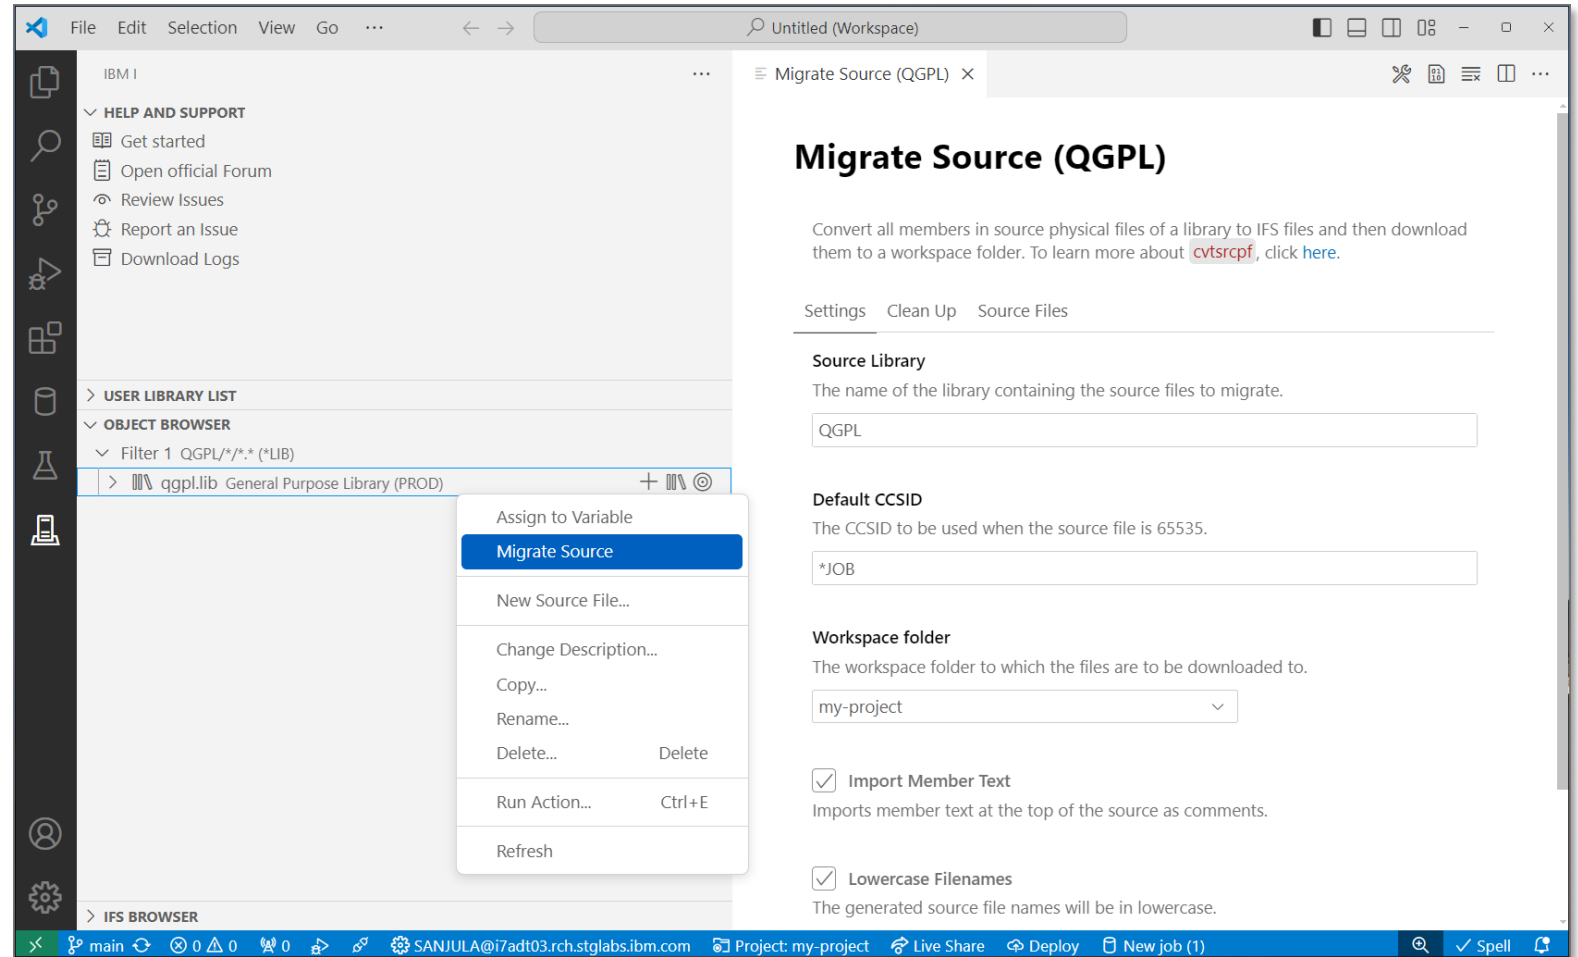 File Edit Selection View Go ··· Untitled (Workspace)
IBM I
Migrate Source (QGPL)
HELP AND SUPPORT
Get started
Open official Forum
Review Issues
Report an Issue
Download Logs
USER LIBRARY LIST
OBJECT BROWSER
Filter 1 QGPL/*/*.* (*LIB)
qgpl.lib General Purpose Library (PROD)
Assign to Variable
Migrate Source
New Source File...
Change Description...
Copy...
Rename...
Delete... Delete
Run Action... Ctrl+E
Refresh
IFS BROWSER
Migrate Source (QGPL)
Convert all members in source physical files of a library to IFS files and then download
them to a workspace folder. To learn more about cvtsrcpf, click here.
Settings Clean Up Source Files
Source Library
The name of the library containing the source files to migrate.
QGPL
Default CCSID
The CCSID to be used when the source file is 65535.
*JOB
Workspace folder
The workspace folder to which the files are to be downloaded to.
my-project
Import Member Text
Imports member text at the top of the source as comments.
Lowercase Filenames
The generated source file names will be in lowercase.
main 0 0 0 SANJULA@i7adt03.rch.stglabs.ibm.com Project: my-project Live Share Deploy New job (1) Spell